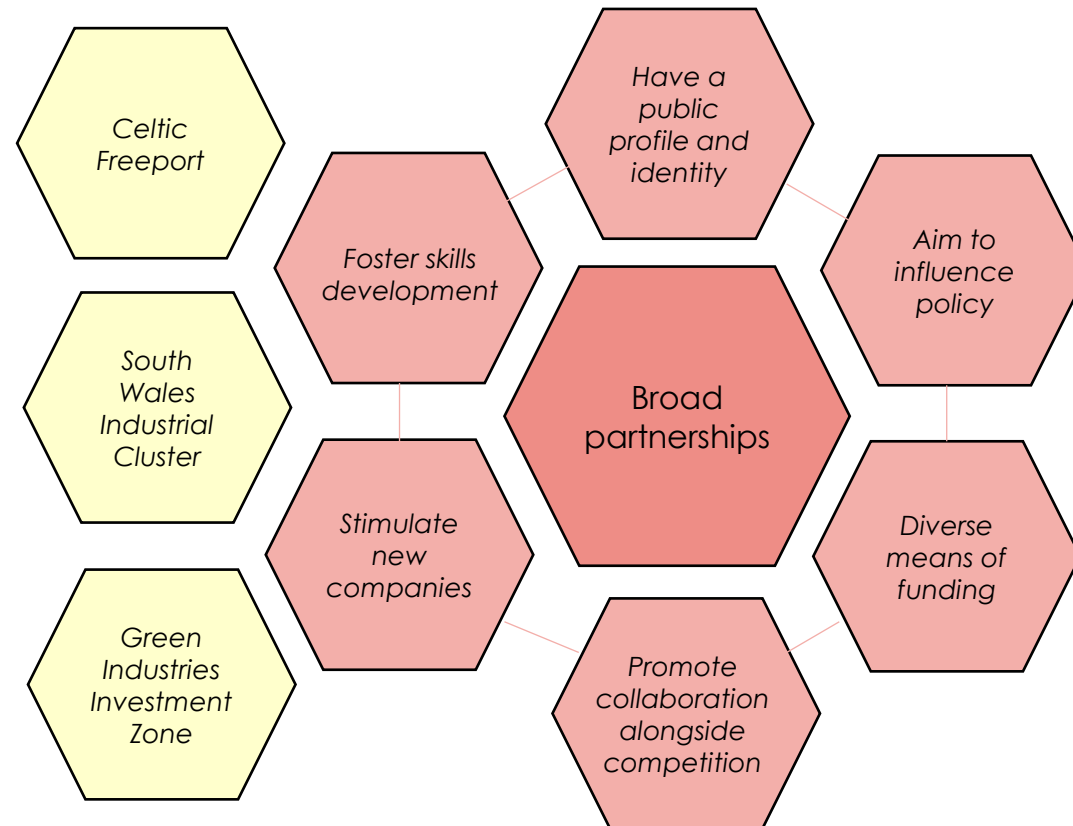 Celtic
Freeport
South
Wales
Industrial
Cluster
Green
Industries
Investment
Zone
Have a
public
profile and
identity
Foster skills
development
Aim to
influence
policy
Broad
partnerships
Stimulate
new
companies
Diverse
means of
funding
Promote
collaboration
alongside
competition